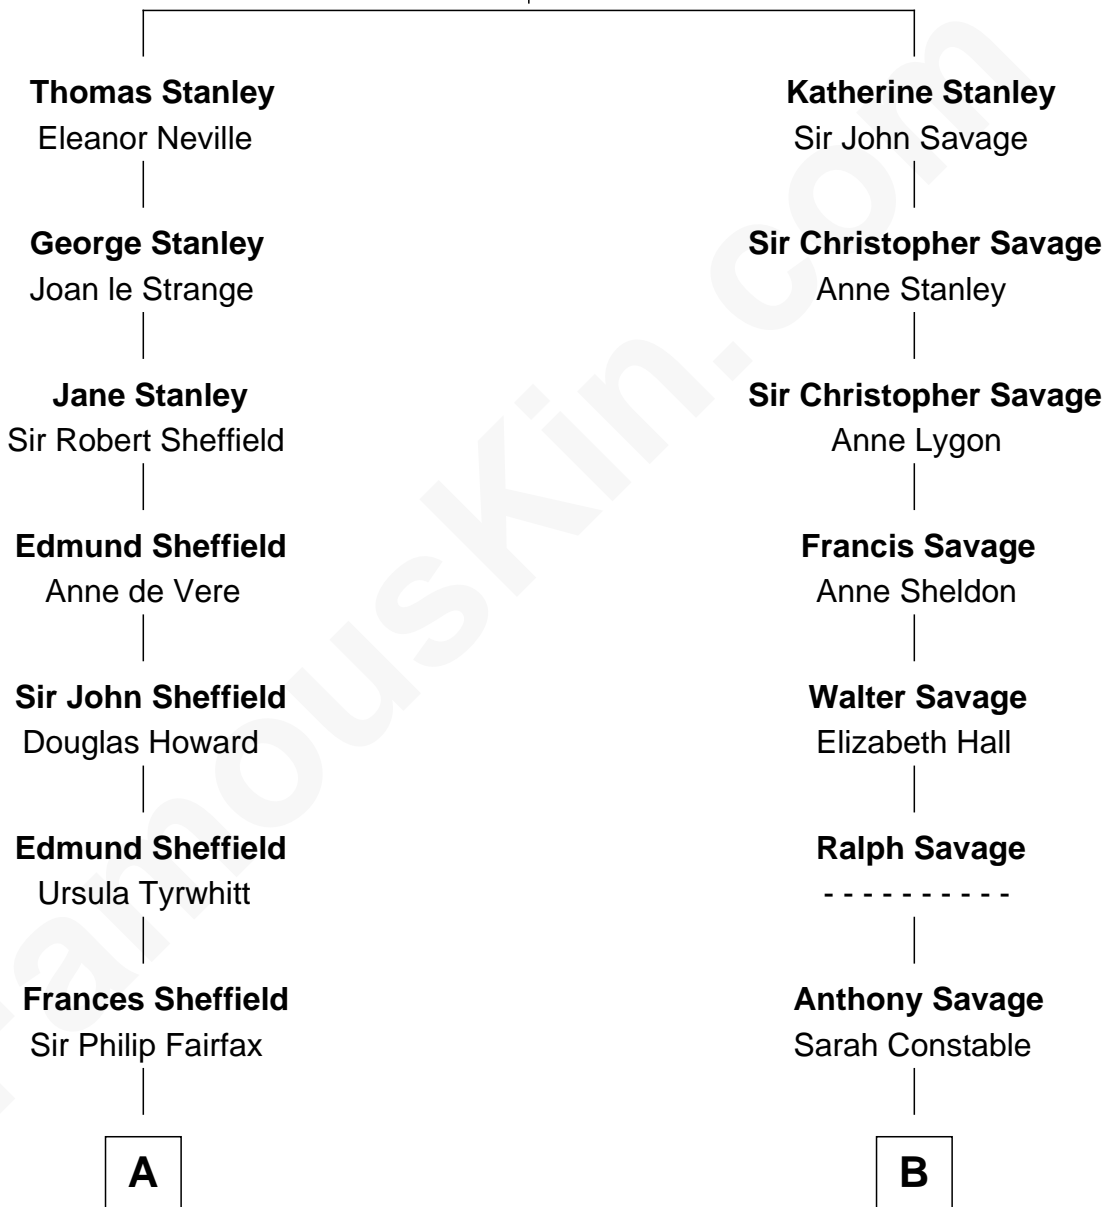 Thomas Stanley
Eleanor Neville
Katherine Stanley
Sir John Savage
George Stanley
Joan le Strange
Sir Christopher Savage
Anne Stanley
Jane Stanley
Sir Robert Sheffield
Sir Christopher Savage
Anne Lygon
Edmund Sheffield
Anne de Vere
Francis Savage
Anne Sheldon
Sir John Sheffield
Douglas Howard
Walter Savage
Elizabeth Hall
Edmund Sheffield
Ursula Tyrwhitt
Ralph Savage
- - - - - - - - - -
Frances Sheffield
Sir Philip Fairfax
Anthony Savage
Sarah Constable
A
B
FamousKin.com